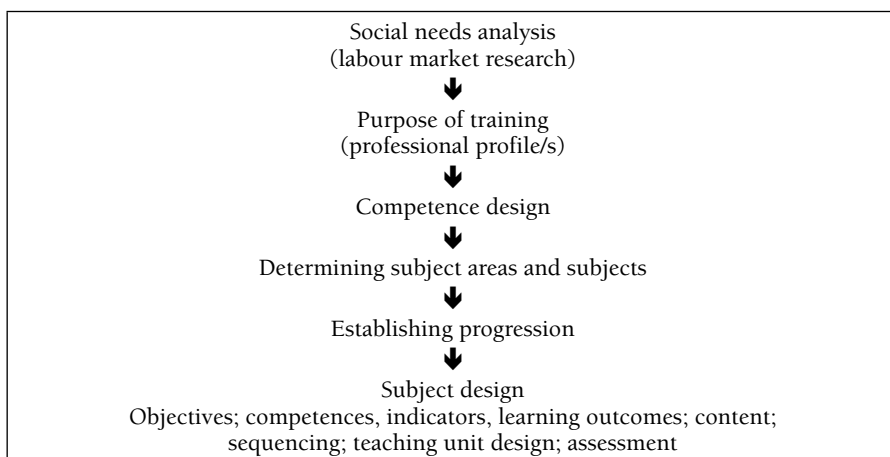 Social needs analysis
(labour market research)
Purpose of training
(professional profile/s)
Competence design
Determining subject areas and subjects
Establishing progression
Subject design
Objectives; competences, indicators, learning outcomes; content;
sequencing; teaching unit design; assessment